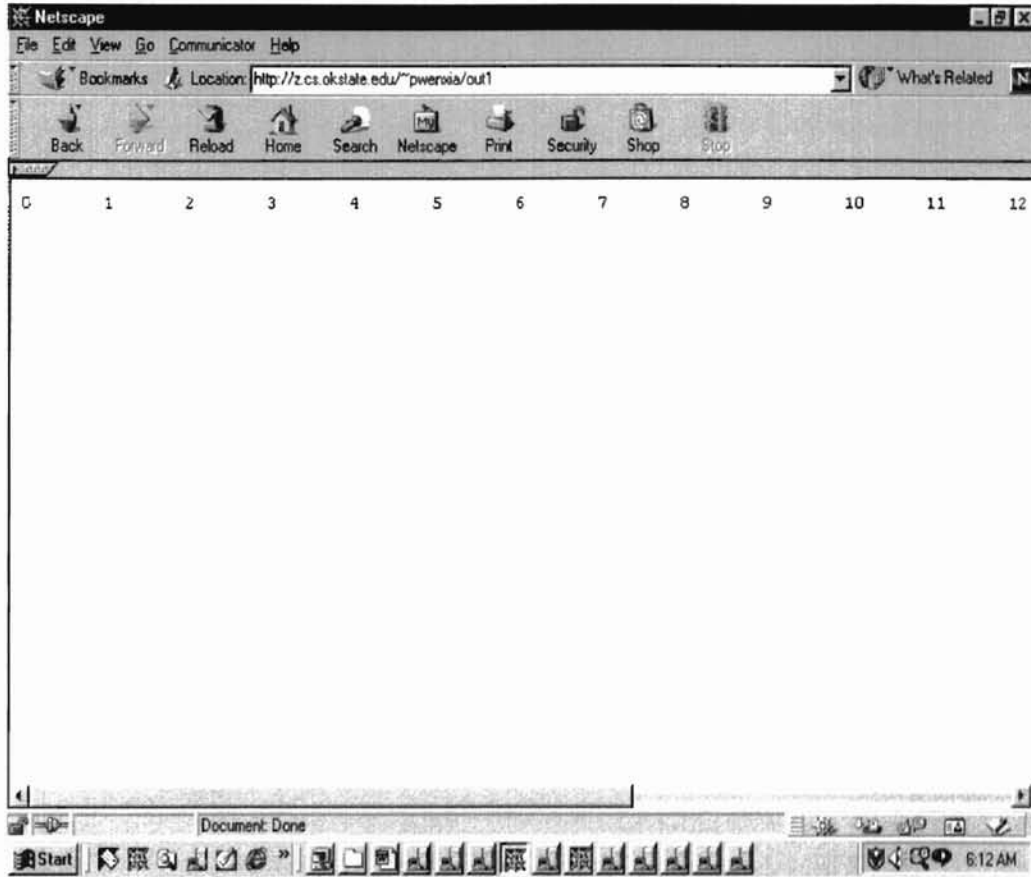 Netscape
File Edit View Go Communicator Help
Bookmarks Location: http://z.cs.okstate.edu/~pwenxia/out1 What's Related N
My
Back Forward Reload Home Search Netscape Print Security Shop Stop
0 1 2 3 4 5 6 7 8 9 10 11 12
Document: Done
Start » 6:12 AM